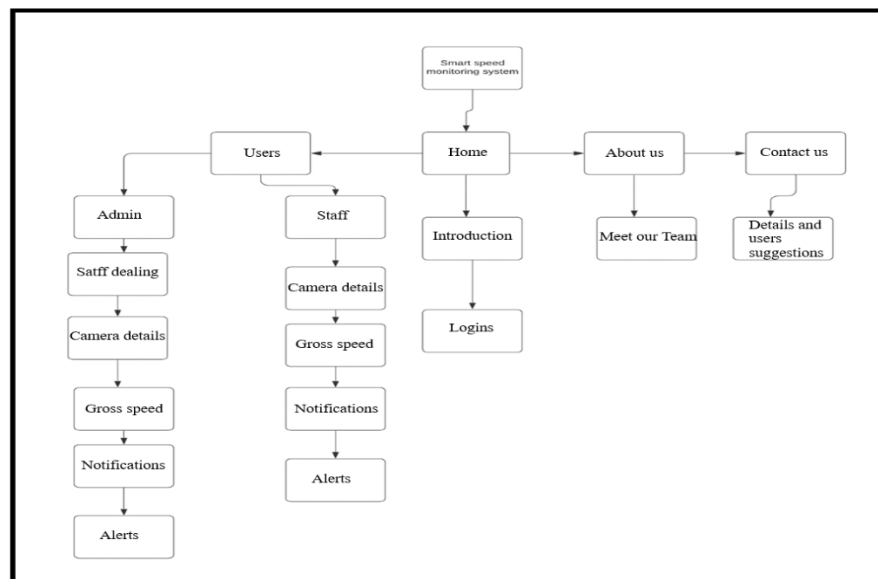 Smart speed
monitoring system
Users
Home
About us
Contact us
Admin
Staff
Introduction
Meet our Team
Details and
users
suggestions
Satff dealing
Camera details
Logins
Camera details
Gross speed
Gross speed
Notifications
Notifications
Alerts
Alerts